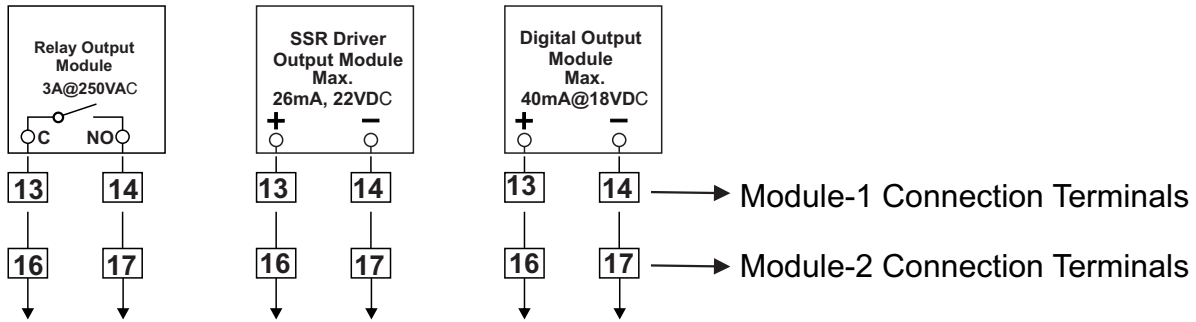 Relay Output
Module
3A@250VAC
C NO
13 14
16 17
SSR Driver
Output Module
Max.
26mA, 22VDC
+ −
13 14
16 17
Digital Output
Module
Max.
40mA@18VDC
+ −
13 14
16 17
Module-1 Connection Terminals
Module-2 Connection Terminals